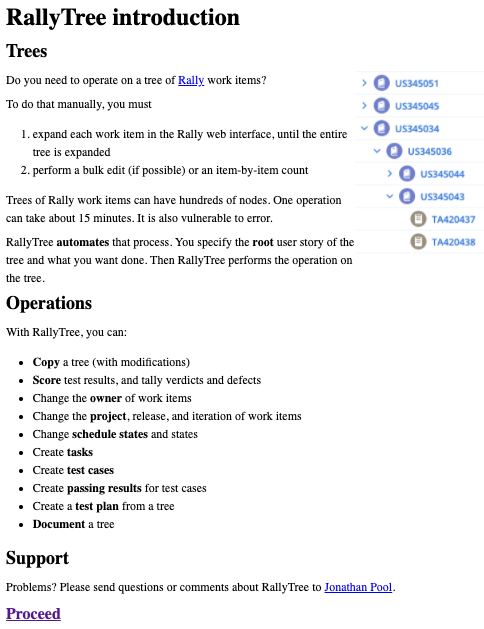 RallyTree introduction
Trees
Do you need to operate on a tree of Rally work items?
To do that manually, you must
1. expand each work item in the Rally web interface, until the entire
tree is expanded
2. perform a bulk edit (if possible) or an item-by-item count
Trees of Rally work items can have hundreds of nodes. One operation
can take about 15 minutes. It is also vulnerable to error.
RallyTree automates that process. You specify the root user story of the
tree and what you want done. Then RallyTree performs the operation on
the tree.
US345051
US345045
US345034
US345036
US345044
US345043
TA420437
TA420438
Operations
With RallyTree, you can:
• Copy a tree (with modifications)
• Score test results, and tally verdicts and defects
• Change the owner of work items
• Change the project, release, and iteration of work items
• Change schedule states and states
• Create tasks
• Create test cases
• Create passing results for test cases
• Create a test plan from a tree
• Document a tree
Support
Problems? Please send questions or comments about RallyTree to Jonathan Pool.
Proceed